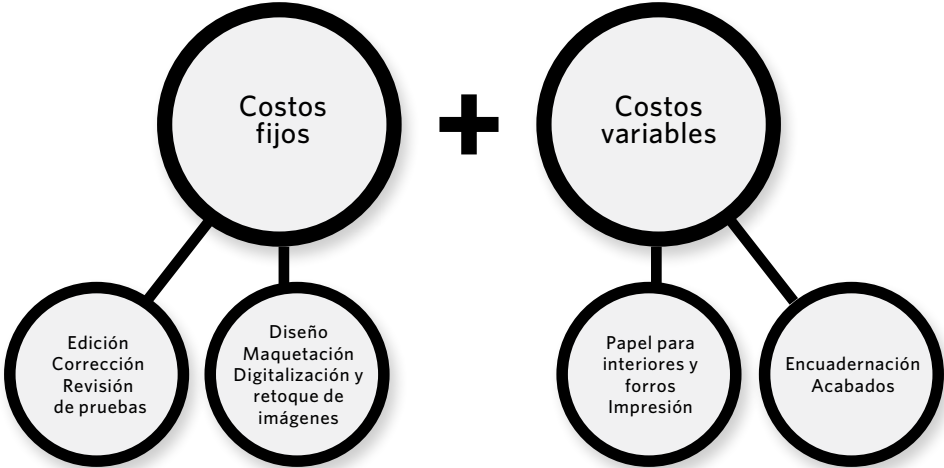 Costos
fijos
+
Costos
variables
Edición
Corrección
Revisión
de pruebas
Diseño
Maquetación
Digitalización y
retoque de
imágenes
Papel para
interiores y
forros
Impresión
Encuadernación
Acabados